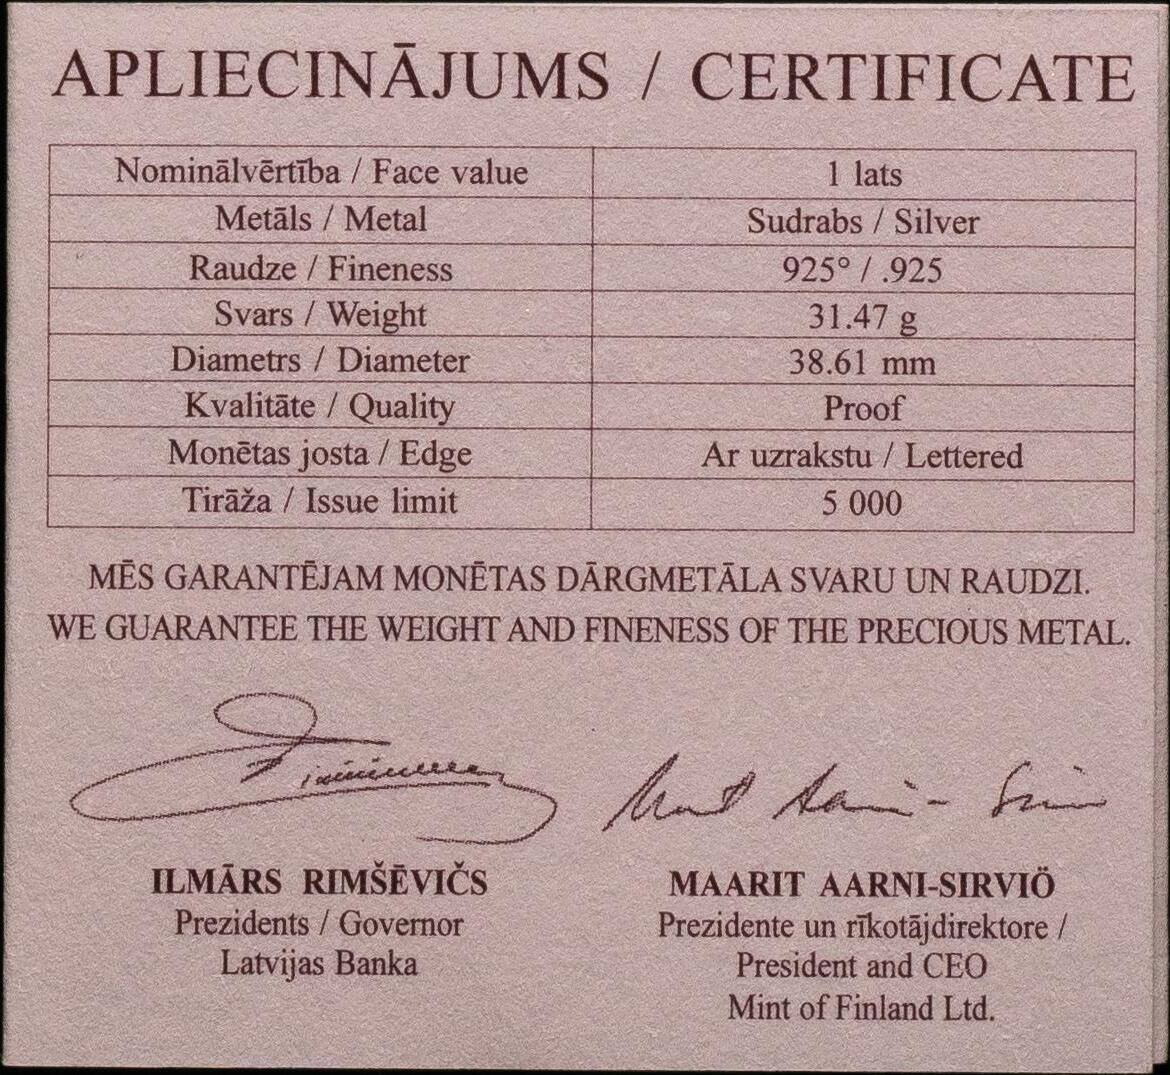 APLIECINĀJUMS / CERTIFICATE
Nominālvērtība / Face value 1 lats
Metāls / Metal Sudrabs / Silver
Raudze / Fineness 925° / .925
Svars / Weight 31.47 g
Diametrs / Diameter 38.61 mm
Kvalitāte / Quality Proof
Monētas josta / Edge Ar uzrakstu / Lettered
Tirāža / Issue limit 5 000
MĒS GARANTĒJAM MONĒTAS DĀRGMETĀLA SVARU UN RAUDZI.
WE GUARANTEE THE WEIGHT AND FINENESS OF THE PRECIOUS METAL.
ILMĀRS RIMŠĒVIČS
Prezidents / Governor
Latvijas Banka
MAARIT AARNI-SIRVIÖ
Prezidente un rīkotājdirektore /
President and CEO
Mint of Finland Ltd.